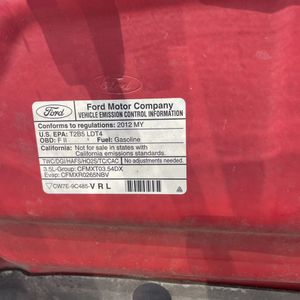 Ford
Ford
Ford Motor Company
VEHICLE EMISSION CONTROL INFORMATION
Conforms to regulations: 2012 MY
U.S. EPA: T2B5 LDT4
OBD: F II Fuel: Gasoline
California: Not for sale in states with
California emissions standards.
TWC/DGI/HAFS/HO2S/TC/CAC No adjustments needed.
3.5L-Group: CFMXT03.54DX
Evap: CFMXR0265NBV
CW7E-9C485-VRL